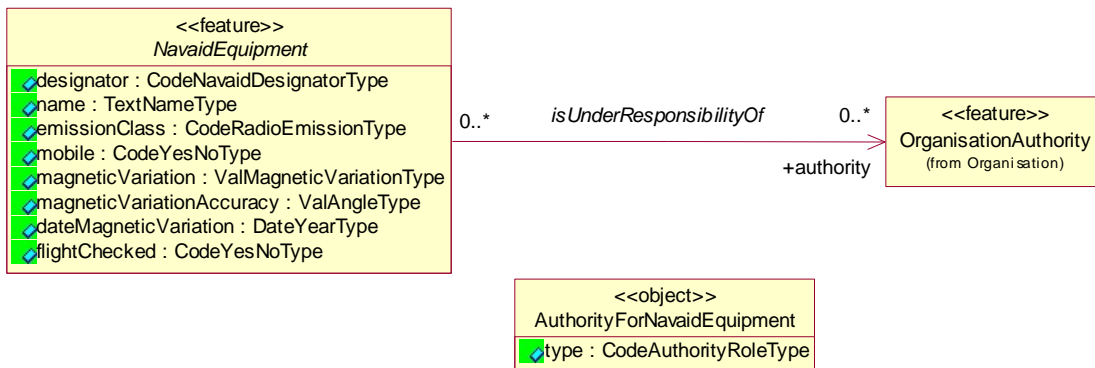 <<feature>>
NavaidEquipment
designator : CodeNavaidDesignatorType
name : TextNameType
emissionClass : CodeRadioEmissionType
mobile : CodeYesNoType
magneticVariation : ValMagneticVariationType
magneticVariationAccuracy : ValAngleType
dateMagneticVariation : DateYearType
flightChecked : CodeYesNoType
0..* isUnderResponsibilityOf 0..*
+authority
<<feature>>
OrganisationAuthority
(from Organisation)
<<object>>
AuthorityForNavaidEquipment
type : CodeAuthorityRoleType